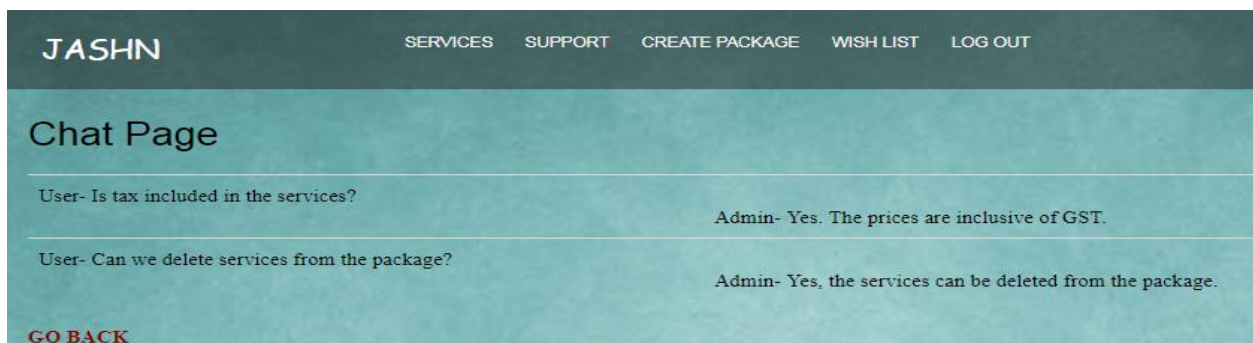 JASHN
SERVICES SUPPORT CREATE PACKAGE WISH LIST LOG OUT
Chat Page
User- Is tax included in the services?
Admin- Yes. The prices are inclusive of GST.
User- Can we delete services from the package?
Admin- Yes, the services can be deleted from the package.
GO BACK